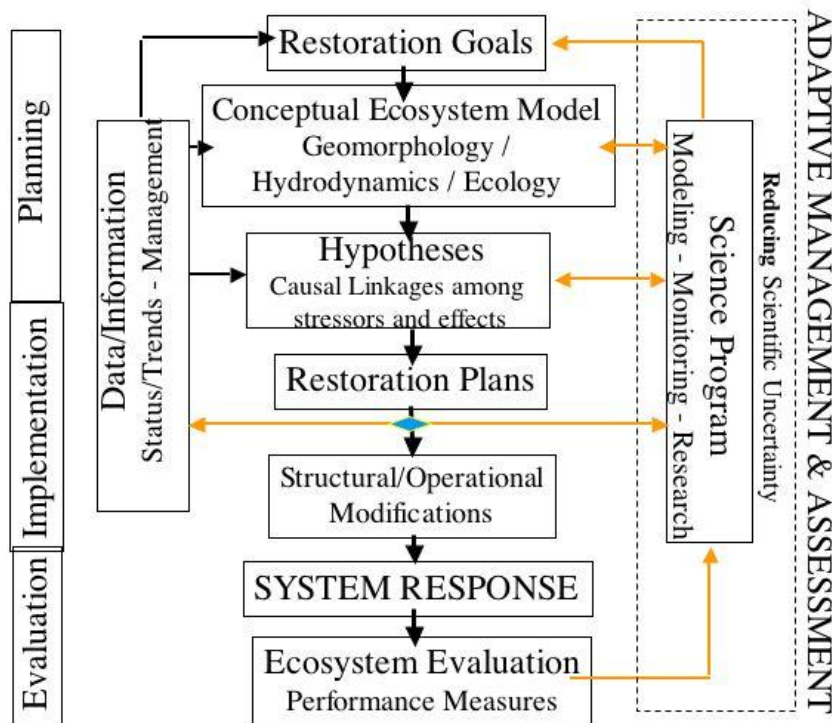 Planning
Implementation
Evaluation
Data/Information
Status/Trends - Management
Restoration Goals
Conceptual Ecosystem Model
Geomorphology /
Hydrodynamics / Ecology
Hypotheses
Causal Linkages among
stressors and effects
Restoration Plans
Structural/Operational
Modifications
SYSTEM RESPONSE
Ecosystem Evaluation
Performance Measures
Science Program
Modeling - Monitoring - Research
Reducing Scientific Uncertainty
ADAPTIVE MANAGEMENT & ASSESSMENT